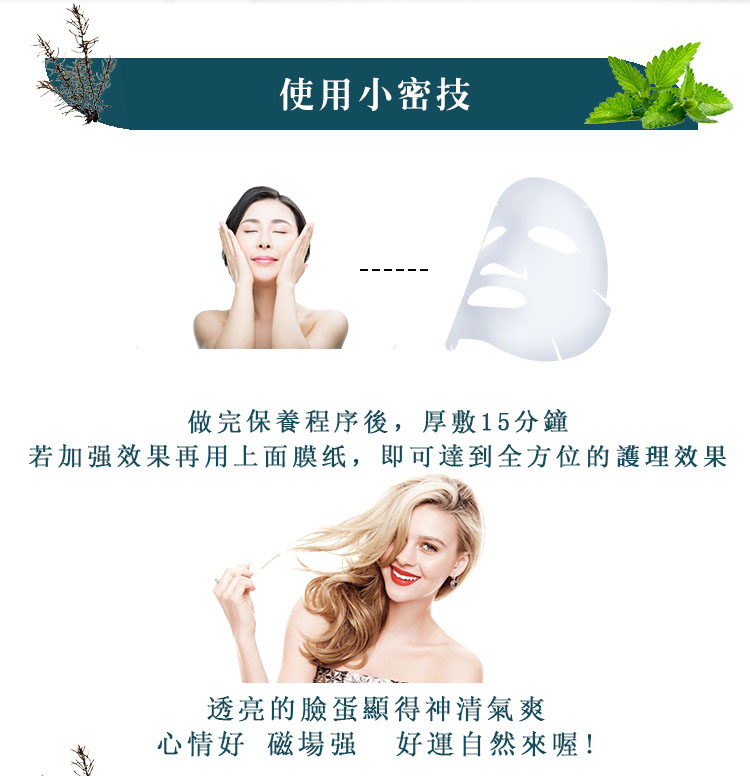 使用小密技
做完保養程序後，厚敷15分鐘
若加强效果再用上面膜纸，即可達到全方位的護理效果
透亮的臉蛋顯得神清氣爽
心情好 磁場强 好運自然來喔!